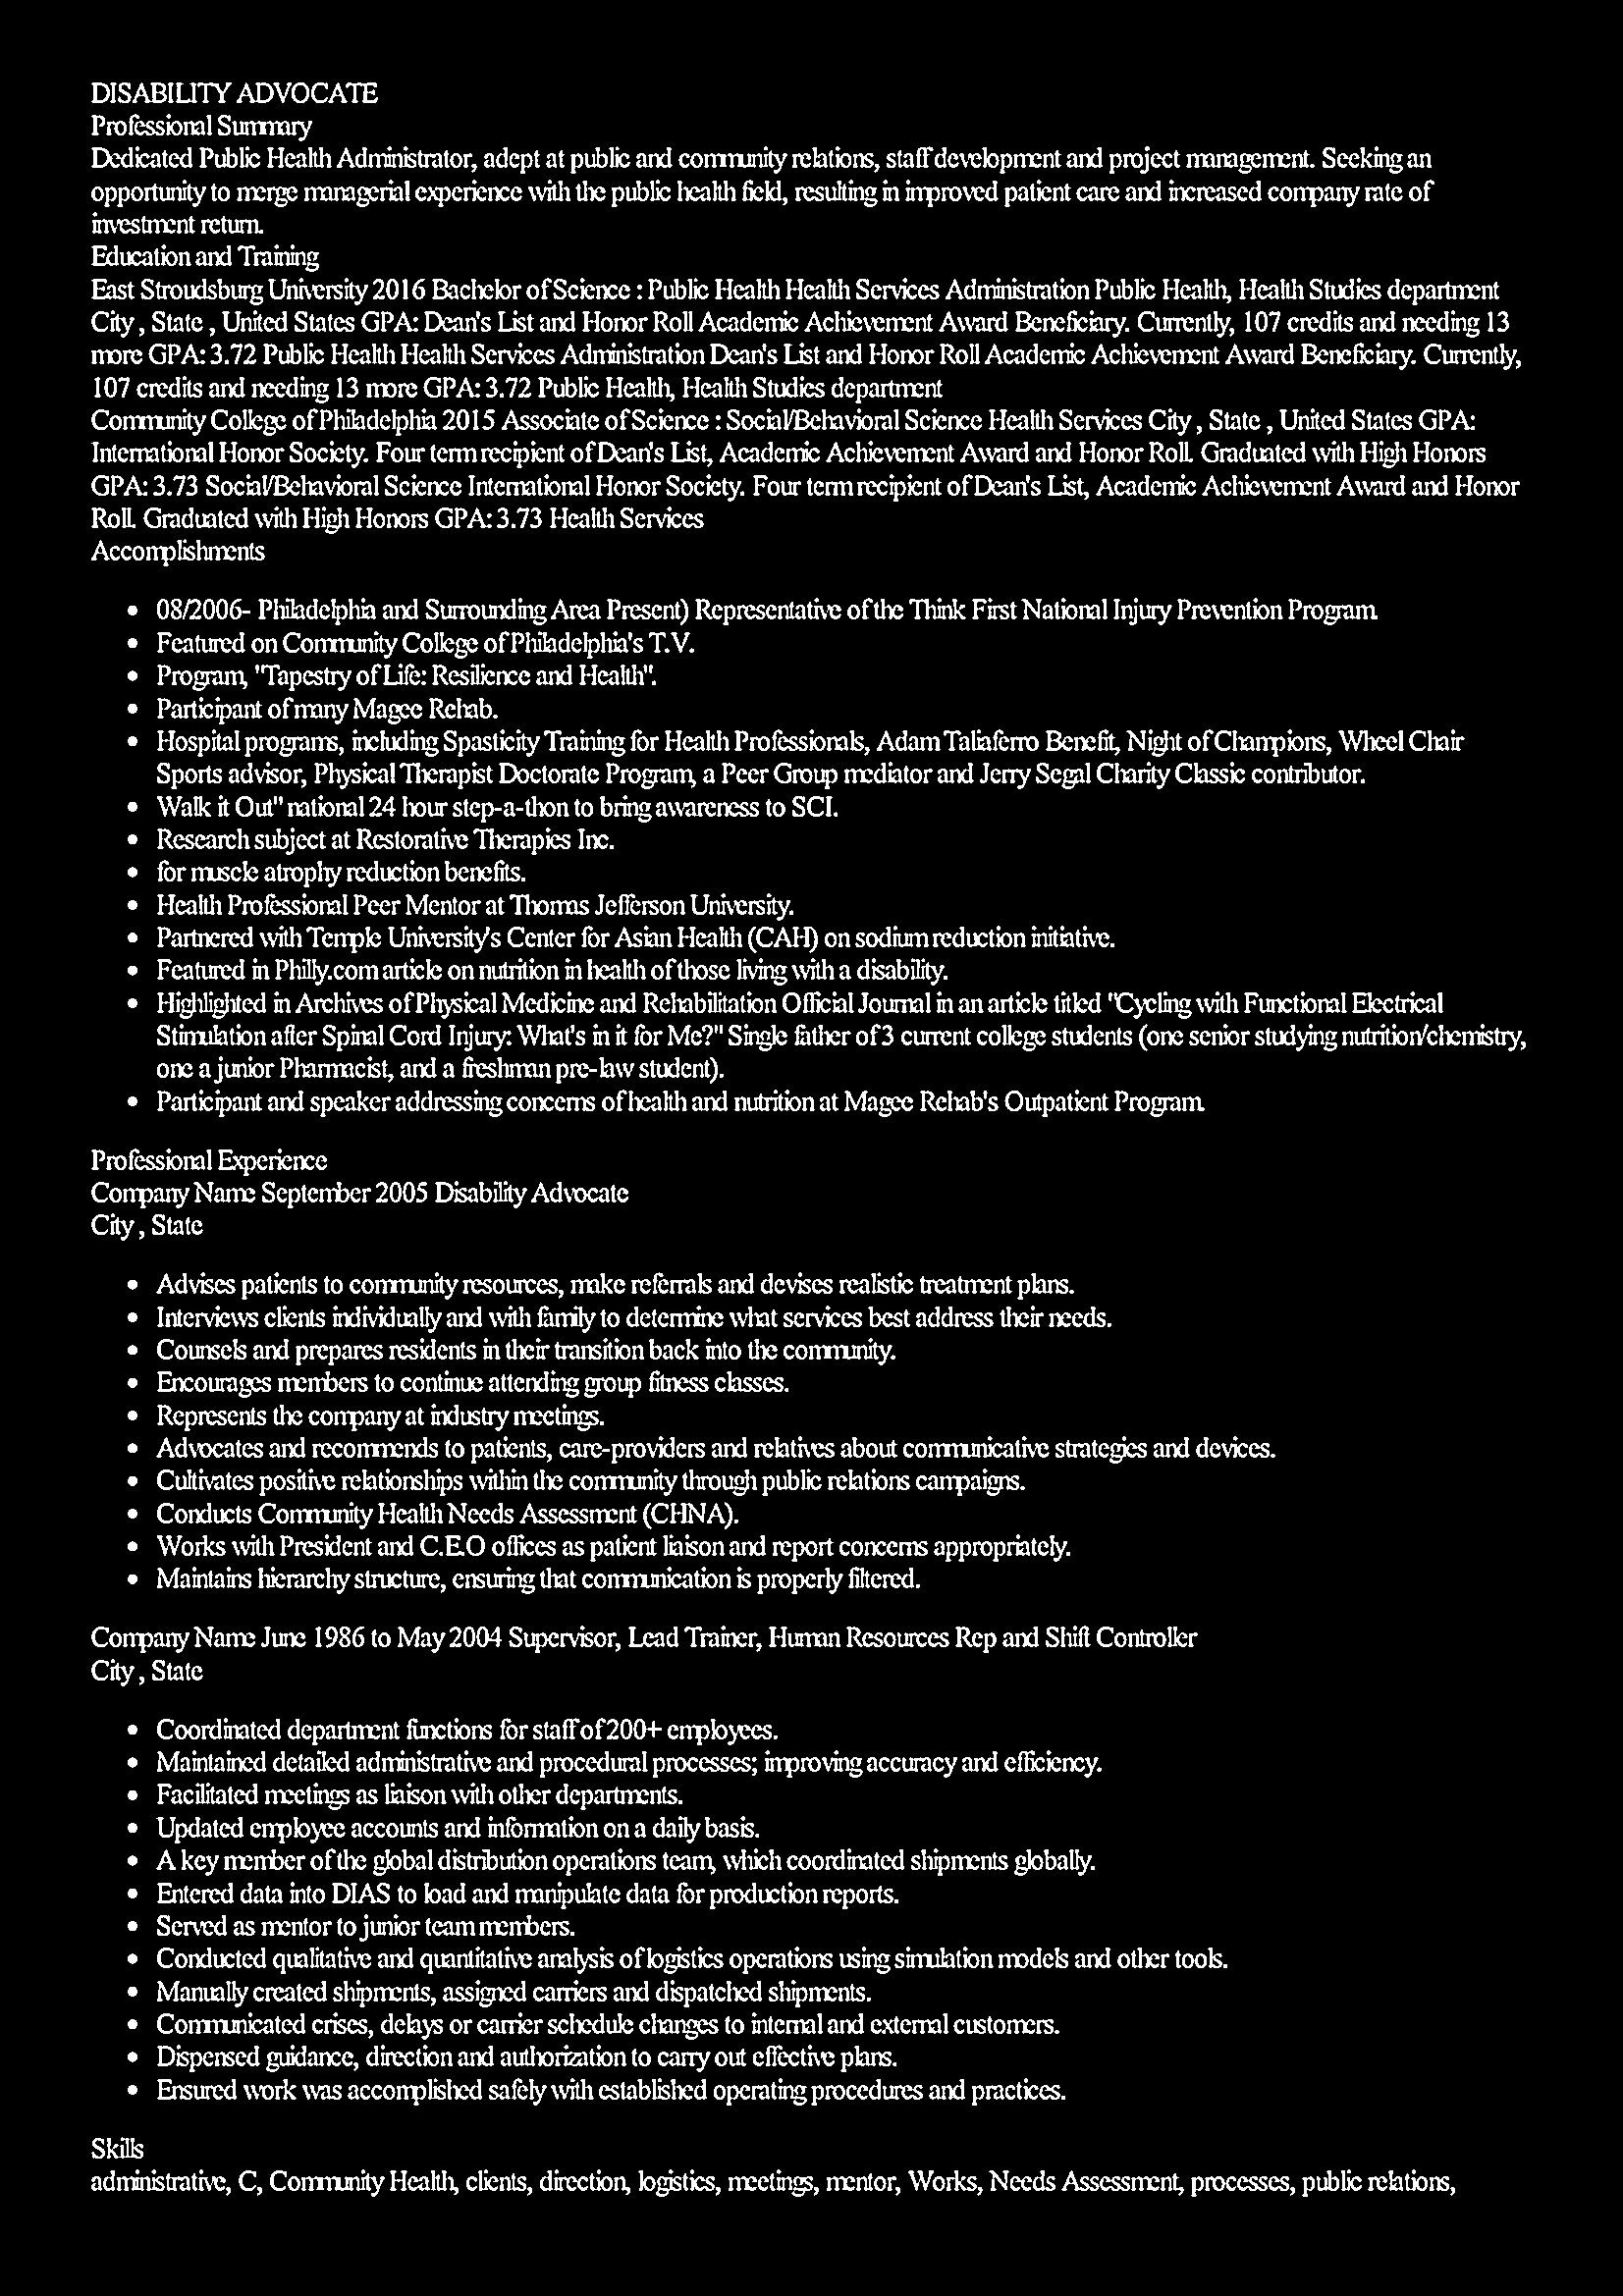 DISABILITY ADVOCATE
Professional Summary
Dedicated Public Health Administrator, adept at public and community relations, staff development and project management. Seeking an
opportunity to merge managerial experience with the public health field, resulting in improved patient care and increased company rate of
investment return.
Education and Training
East Stroudsburg University 2016 Bachelor of Science : Public Health Health Services Administration Public Health, Health Studies department
City , State , United States GPA: Dean's List and Honor Roll Academic Achievement Award Beneficiary. Currently, 107 credits and needing 13
more GPA: 3.72 Public Health Health Services Administration Dean's List and Honor Roll Academic Achievement Award Beneficiary. Currently,
107 credits and needing 13 more GPA: 3.72 Public Health, Health Studies department
Community College of Philadelphia 2015 Associate of Science : Social/Behavioral Science Health Services City , State , United States GPA:
International Honor Society. Four term recipient of Dean's List, Academic Achievement Award and Honor Roll. Graduated with High Honors
GPA: 3.73 Social/Behavioral Science International Honor Society. Four term recipient of Dean's List, Academic Achievement Award and Honor
Roll. Graduated with High Honors GPA: 3.73 Health Services
Accomplishments
• 08/2006- Philadelphia and Surrounding Area Present) Representative of the Think First National Injury Prevention Program.
• Featured on Community College of Philadelphia's T.V.
• Program, "Tapestry of Life: Resilience and Health".
• Participant of many Magee Rehab.
• Hospital programs, including Spasticity Training for Health Professionals, Adam Taliaferro Benefit, Night of Champions, Wheel Chair
Sports advisor, Physical Therapist Doctorate Program, a Peer Group mediator and Jerry Segal Charity Classic contributor.
• Walk it Out" national 24 hour step-a-thon to bring awareness to SCI.
• Research subject at Restorative Therapies Inc.
• for muscle atrophy reduction benefits.
• Health Professional Peer Mentor at Thomas Jefferson University.
• Partnered with Temple University's Center for Asian Health (CAH) on sodium reduction initiative.
• Featured in Philly.com article on nutrition in health of those living with a disability.
• Highlighted in Archives of Physical Medicine and Rehabilitation Official Journal in an article titled "Cycling with Functional Electrical
Stimulation after Spinal Cord Injury: What's in it for Me?" Single father of 3 current college students (one senior studying nutrition/chemistry,
one a junior Pharmacist, and a freshman pre-law student).
• Participant and speaker addressing concerns of health and nutrition at Magee Rehab's Outpatient Program.
Professional Experience
Company Name September 2005 Disability Advocate
City , State
• Advises patients to community resources, make referrals and devises realistic treatment plans.
• Interviews clients individually and with family to determine what services best address their needs.
• Counsels and prepares residents in their transition back into the community.
• Encourages members to continue attending group fitness classes.
• Represents the company at industry meetings.
• Advocates and recommends to patients, care-providers and relatives about communicative strategies and devices.
• Cultivates positive relationships within the community through public relations campaigns.
• Conducts Community Health Needs Assessment (CHNA).
• Works with President and C.E.O offices as patient liaison and report concerns appropriately.
• Maintains hierarchy structure, ensuring that communication is properly filtered.
Company Name June 1986 to May 2004 Supervisor, Lead Trainer, Human Resources Rep and Shift Controller
City , State
• Coordinated department functions for staff of 200+ employees.
• Maintained detailed administrative and procedural processes; improving accuracy and efficiency.
• Facilitated meetings as liaison with other departments.
• Updated employee accounts and information on a daily basis.
• A key member of the global distribution operations team, which coordinated shipments globally.
• Entered data into DIAS to load and manipulate data for production reports.
• Served as mentor to junior team members.
• Conducted qualitative and quantitative analysis of logistics operations using simulation models and other tools.
• Manually created shipments, assigned carriers and dispatched shipments.
• Communicated crises, delays or carrier schedule changes to internal and external customers.
• Dispensed guidance, direction and authorization to carry out effective plans.
• Ensured work was accomplished safely with established operating procedures and practices.
Skills
administrative, C, Community Health, clients, direction, logistics, meetings, mentor, Works, Needs Assessment, processes, public relations,